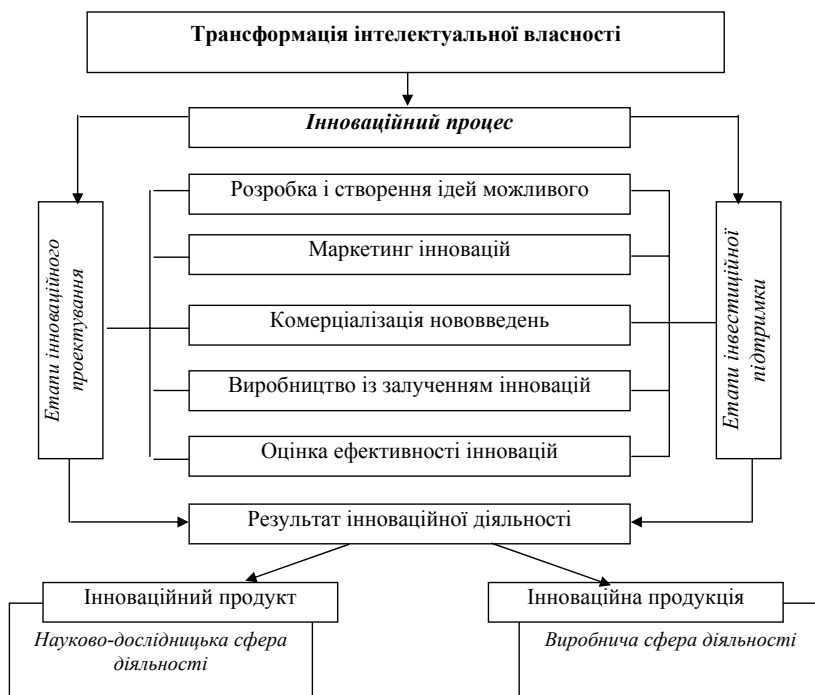 Трансформація інтелектуальної власності
Інноваційний процес
Етапи інноваційного
проектування
Розробка і створення ідей можливого
Маркетинг інновацій
Комерціалізація нововведень
Виробництво із залученням інновацій
Оцінка ефективності інновацій
Етапи інвестиційної
підтримки
Результат інноваційної діяльності
Інноваційний продукт
Науково-дослідницька сфера
діяльності
Інноваційна продукція
Виробнича сфера діяльності